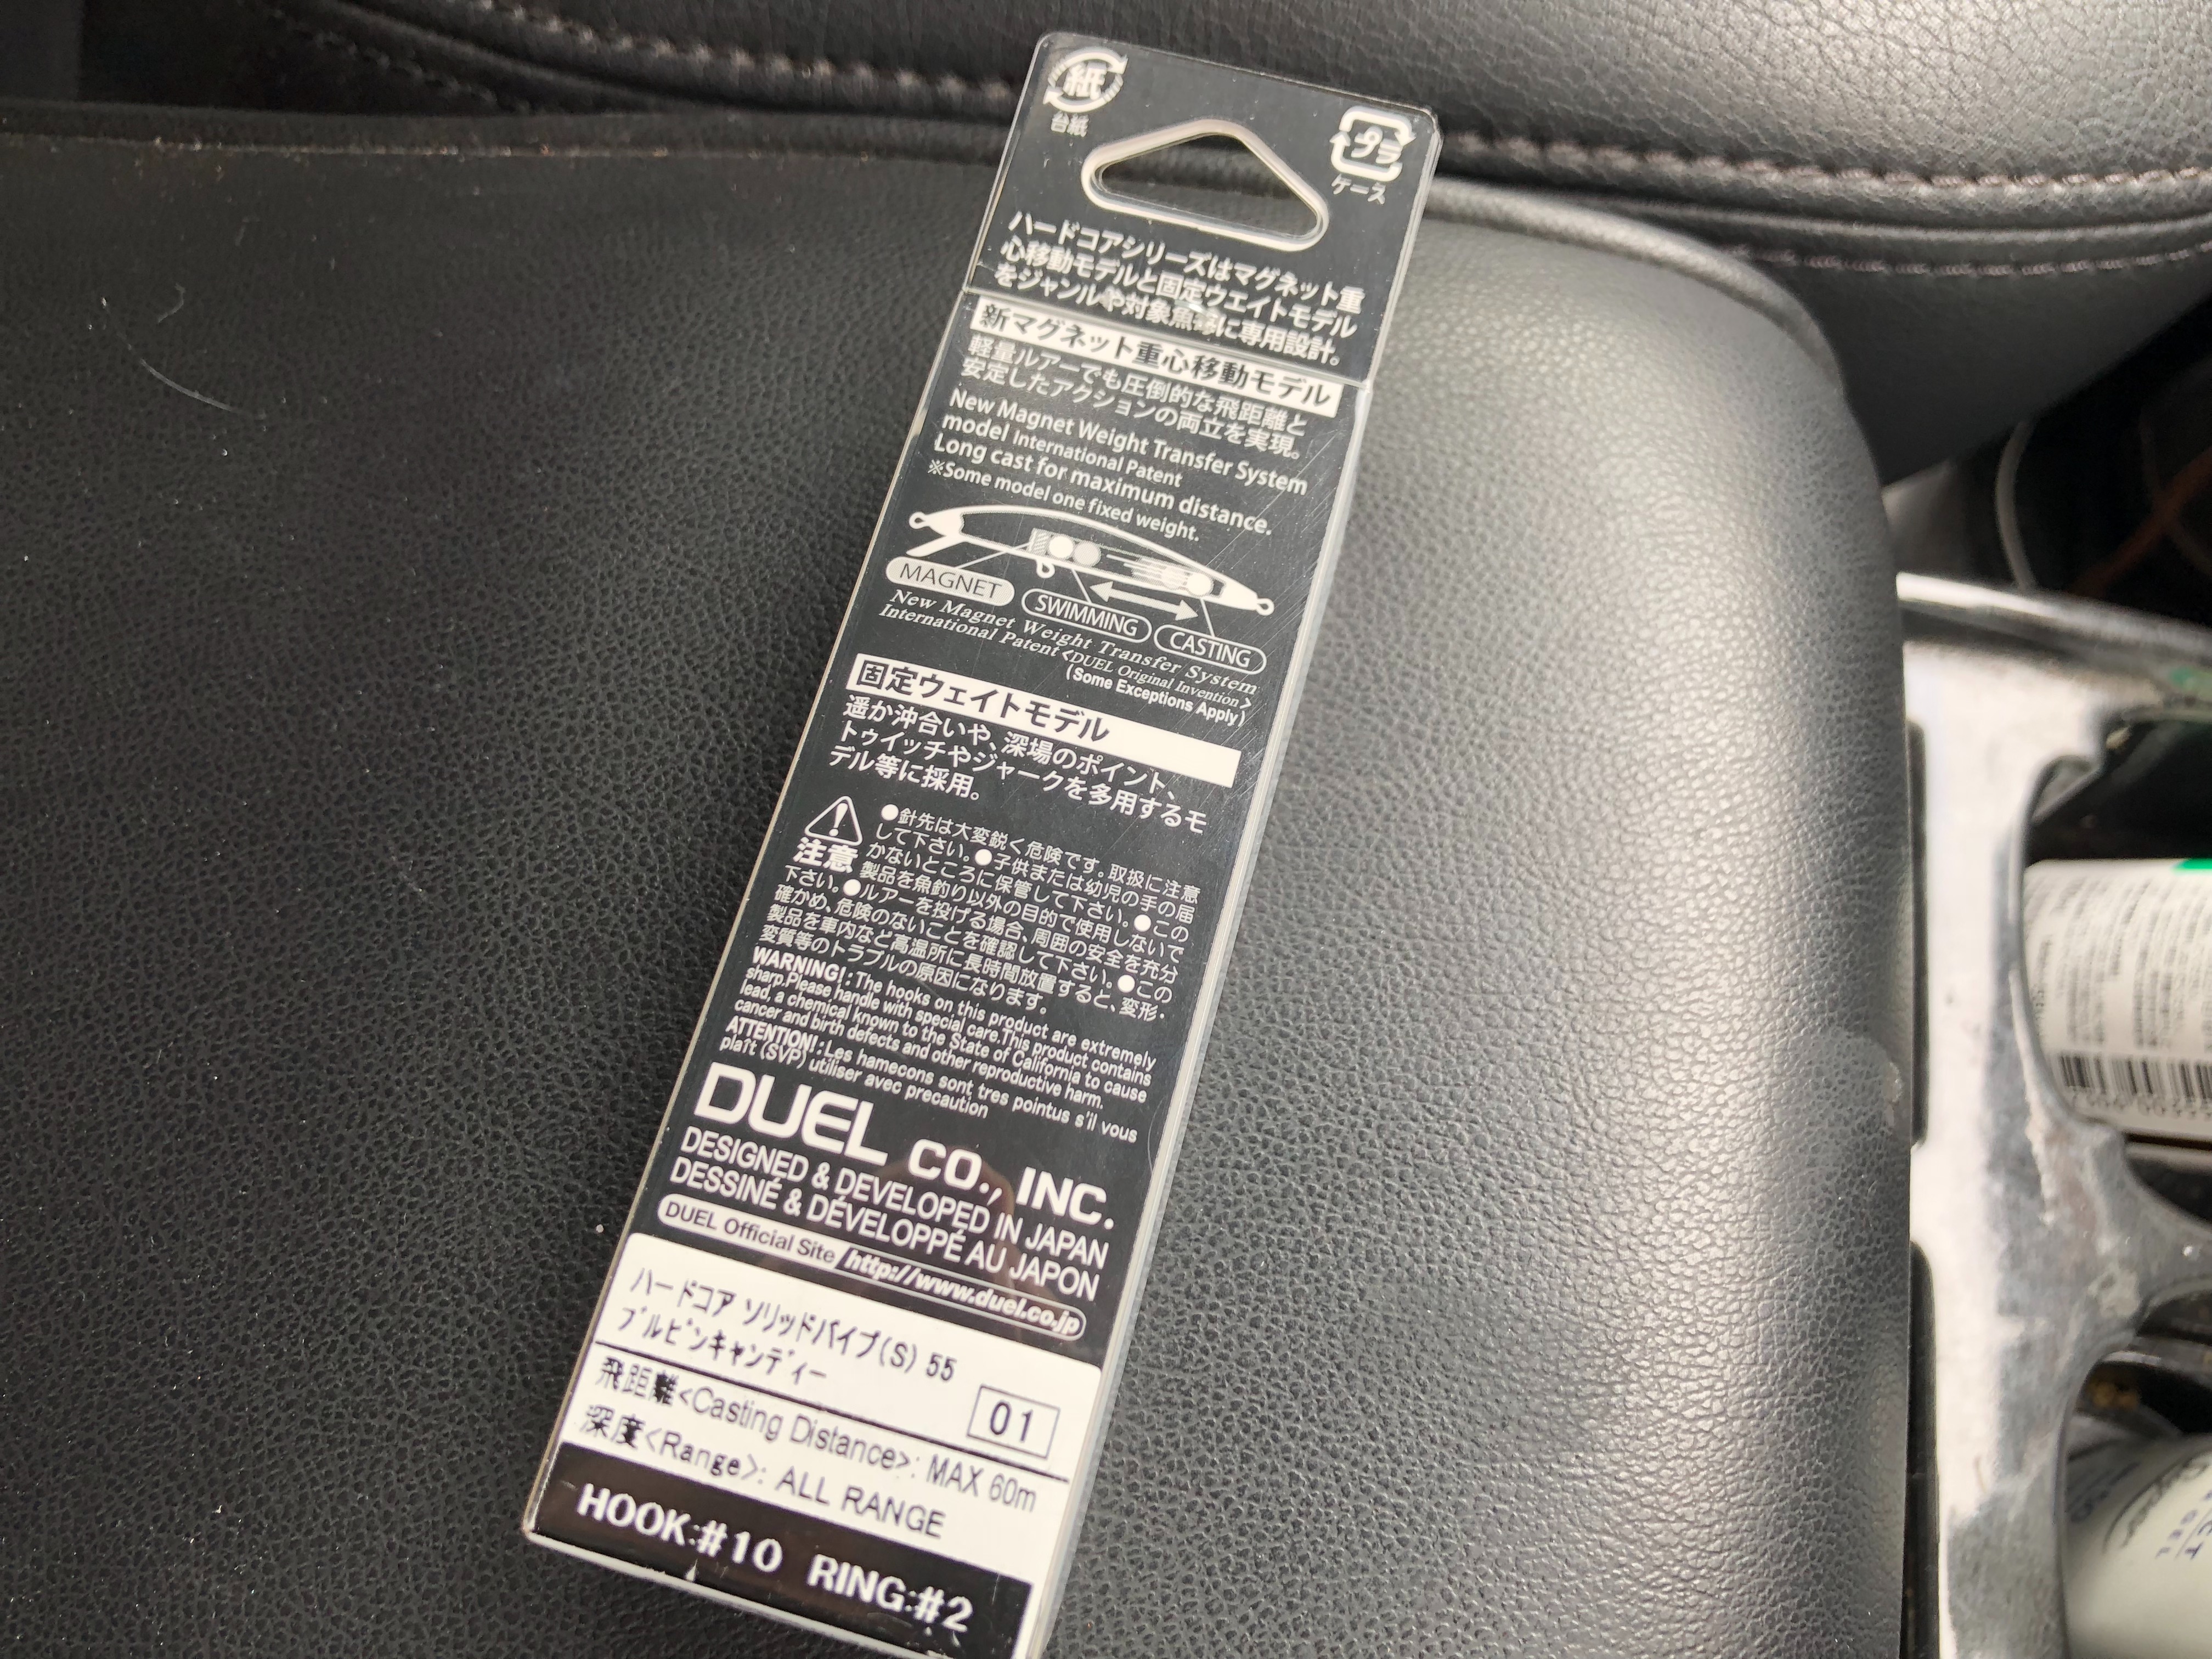 紙
台紙
プラ
ケース
ハードコアシリーズはマグネット重
心移動モデルと固定ウェイトモデル
をジャンルや対象魚毎に専用設計。
新マグネット重心移動モデル
軽量ルアーでも圧倒的な飛距離と
安定したアクションの両立を実現。
New Magnet Weight Transfer System
model International Patent
Long cast for maximum distance.
※Some model one fixed weight.
MAGNET
SWIMMING
CASTING
New Magnet Weight Transfer System
International Patent <DUEL Original Invention>
(Some Exceptions Apply)
固定ウェイトモデル
遥か沖合いや、深場のポイント、
トゥイッチやジャークを多用するモ
デル等に採用。
注意
●針先は大変鋭く危険です。取扱に注意
して下さい。●子供または幼児の手の届
かないところに保管して下さい。●この
製品を魚釣り以外の目的で使用しないで
下さい。●ルアーを投げる場合、周囲の安全を充分
確かめ、危険のないことを確認して下さい。●この
製品を車内など高温所に長時間放置すると、変形・
変質等のトラブルの原因になります。
WARNING!:The hooks on this product are extremely
sharp.Please handle with special care.This product contains
lead, a chemical known to the State of California to cause
cancer and birth defects and other reproductive harm.
ATTENTION!:Les hamecons sont tres pointus s'il vous
plaît (SVP) utiliser avec precaution
DUEL CO., INC.
DESIGNED & DEVELOPED IN JAPAN
DESSINÉ & DÉVELOPPÉ AU JAPON
DUEL Official Site http://www.duel.co.jp
ハードコア ソリッドバイブ(S) 55
ブルピンキャンディー
01
飛距離<Casting Distance>: MAX 60m
深度<Range>: ALL RANGE
HOOK:#10 RING:#2